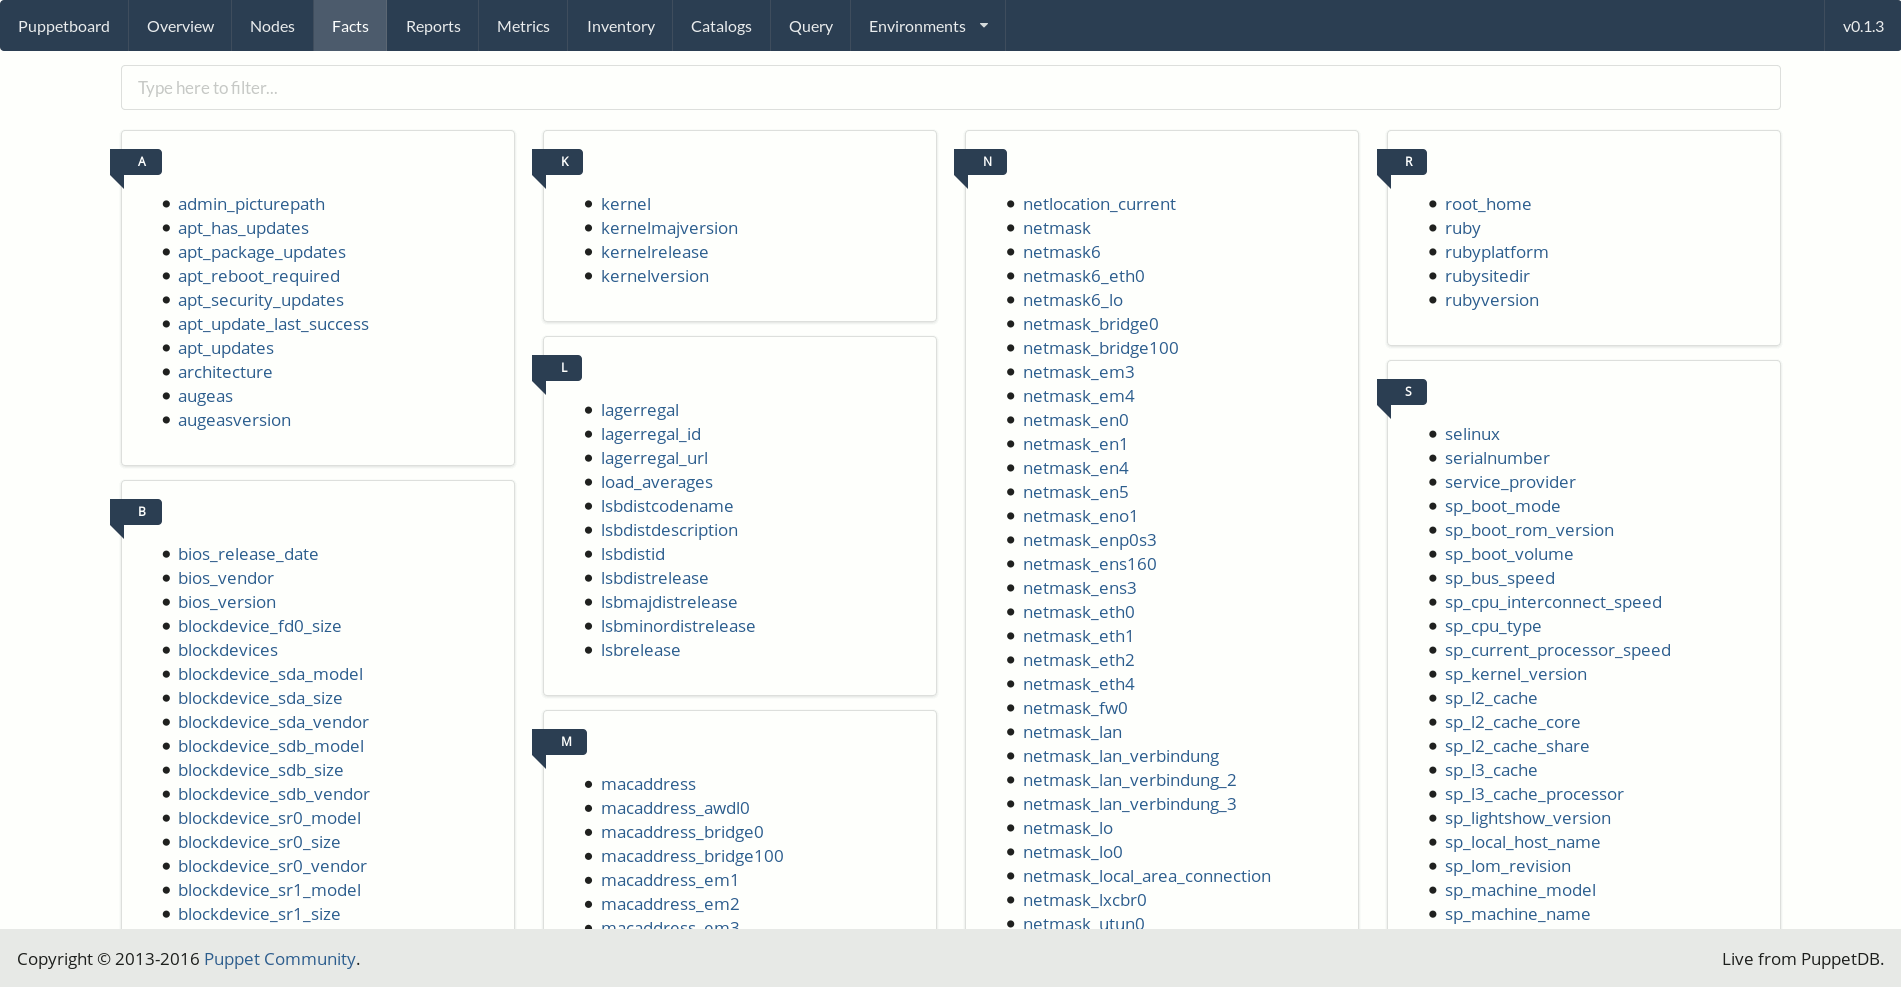 Puppetboard Overview Nodes Facts Reports Metrics Inventory Catalogs Query Environments v0.1.3
Type here to filter...
A
admin_picturepath
apt_has_updates
apt_package_updates
apt_reboot_required
apt_security_updates
apt_update_last_success
apt_updates
architecture
augeas
augeasversion
B
bios_release_date
bios_vendor
bios_version
blockdevice_fd0_size
blockdevices
blockdevice_sda_model
blockdevice_sda_size
blockdevice_sda_vendor
blockdevice_sdb_model
blockdevice_sdb_size
blockdevice_sdb_vendor
blockdevice_sr0_model
blockdevice_sr0_size
blockdevice_sr0_vendor
blockdevice_sr1_model
blockdevice_sr1_size
K
kernel
kernelmajversion
kernelrelease
kernelversion
L
lagerregal
lagerregal_id
lagerregal_url
load_averages
lsbdistcodename
lsbdistdescription
lsbdistid
lsbdistrelease
lsbmajdistrelease
lsbminordistrelease
lsbrelease
M
macaddress
macaddress_awdl0
macaddress_bridge0
macaddress_bridge100
macaddress_em1
macaddress_em2
macaddress_em3
N
netlocation_current
netmask
netmask6
netmask6_eth0
netmask6_lo
netmask_bridge0
netmask_bridge100
netmask_em3
netmask_em4
netmask_en0
netmask_en1
netmask_en4
netmask_en5
netmask_eno1
netmask_enp0s3
netmask_ens160
netmask_ens3
netmask_eth0
netmask_eth1
netmask_eth2
netmask_eth4
netmask_fw0
netmask_lan
netmask_lan_verbindung
netmask_lan_verbindung_2
netmask_lan_verbindung_3
netmask_lo
netmask_lo0
netmask_local_area_connection
netmask_lxcbr0
netmask_utun0
R
root_home
ruby
rubyplatform
rubysitedir
rubyversion
S
selinux
serialnumber
service_provider
sp_boot_mode
sp_boot_rom_version
sp_boot_volume
sp_bus_speed
sp_cpu_interconnect_speed
sp_cpu_type
sp_current_processor_speed
sp_kernel_version
sp_l2_cache
sp_l2_cache_core
sp_l2_cache_share
sp_l3_cache
sp_l3_cache_processor
sp_lightshow_version
sp_local_host_name
sp_lom_revision
sp_machine_model
sp_machine_name
Copyright © 2013-2016 Puppet Community. Live from PuppetDB.